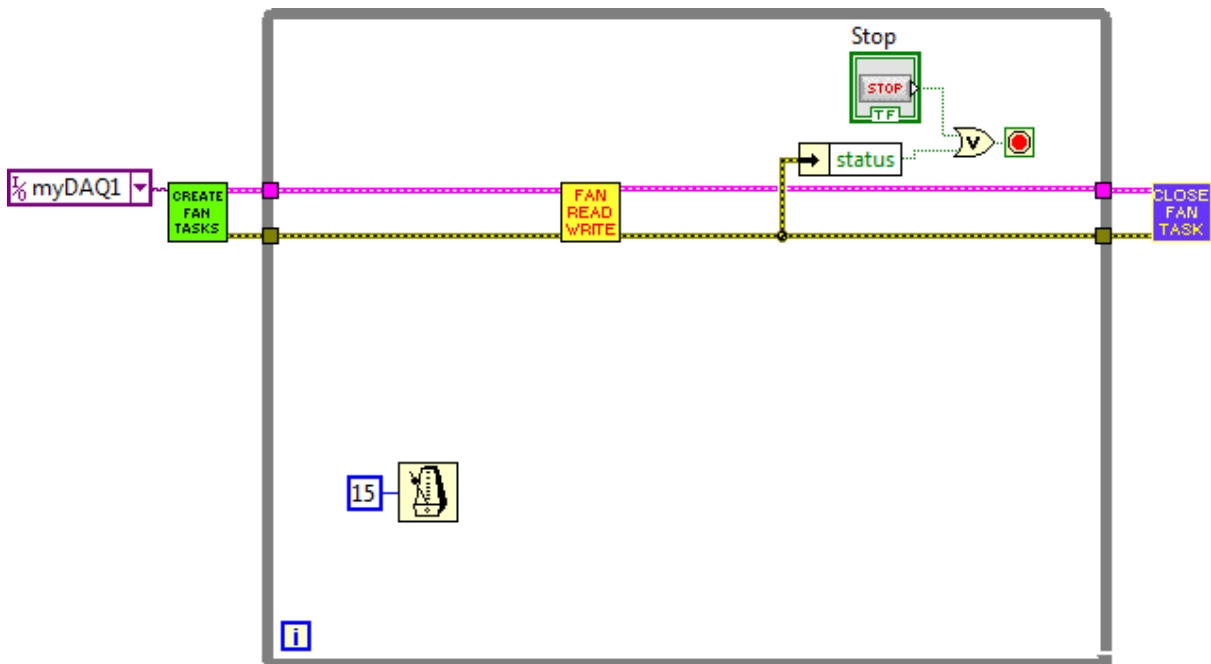 Stop
STOP
TF
status
I/O myDAQ1
CREATE
FAN
TASKS
FAN
READ
WRITE
CLOSE
FAN
TASK
15
i